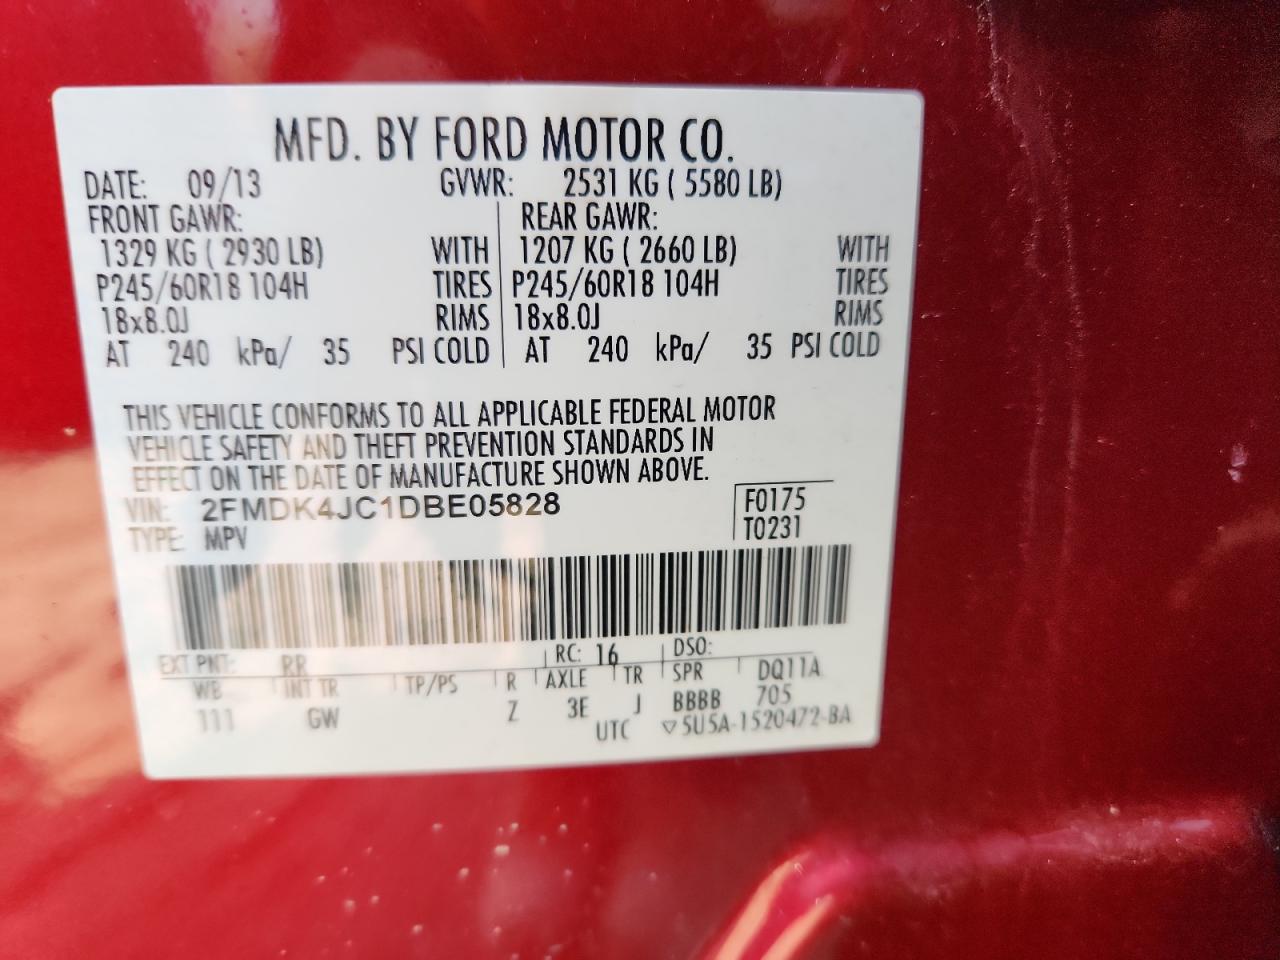 MFD. BY FORD MOTOR CO.
DATE: 09/13 GVWR: 2531 KG ( 5580 LB)
FRONT GAWR: REAR GAWR:
1329 KG ( 2930 LB) WITH 1207 KG ( 2660 LB) WITH
P245/60R18 104H TIRES P245/60R18 104H TIRES
18x8.0J RIMS 18x8.0J RIMS
AT 240 kPa/ 35 PSI COLD AT 240 kPa/ 35 PSI COLD
THIS VEHICLE CONFORMS TO ALL APPLICABLE FEDERAL MOTOR
VEHICLE SAFETY AND THEFT PREVENTION STANDARDS IN
EFFECT ON THE DATE OF MANUFACTURE SHOWN ABOVE.
VIN: 2FMDK4JC1DBE05828 F0175
TYPE: MPV T0231
EXT PNT: RR RC: 16 DSO:
WB INT TR TP/PS R AXLE TR SPR DQ11A
111 GW Z 3E J BBBB 705
UTC ▽5U5A-1520472-BA